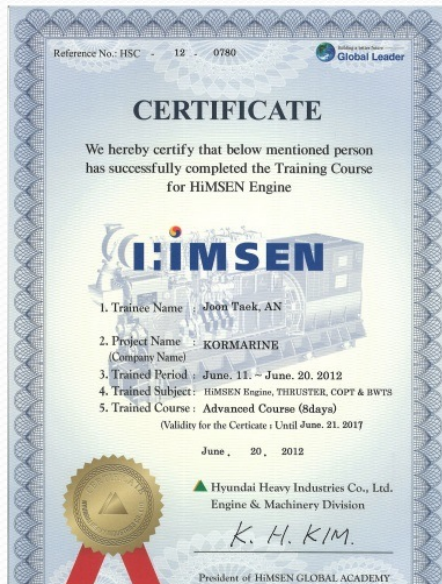 Reference No.: HSC - 12 - 0780
Global Leader
CERTIFICATE
We hereby certify that below mentioned person
has successfully completed the Training Course
for HiMSEN Engine
HiMSEN
1. Trainee Name : Joon Taek, AN
2. Project Name : KORMARINE
(Company Name)
3. Trained Period : June. 11. ~ June. 20. 2012
4. Trained Subject : HiMSEN Engine, THRUSTER, COPT & BWTS
5. Trained Course : Advanced Course (8days)
(Validity for the Certicate : Until June. 21. 2017
June . 20 . 2012
Hyundai Heavy Industries Co., Ltd.
Engine & Machinery Division
K. H. KIM.
President of HiMSEN GLOBAL ACADEMY